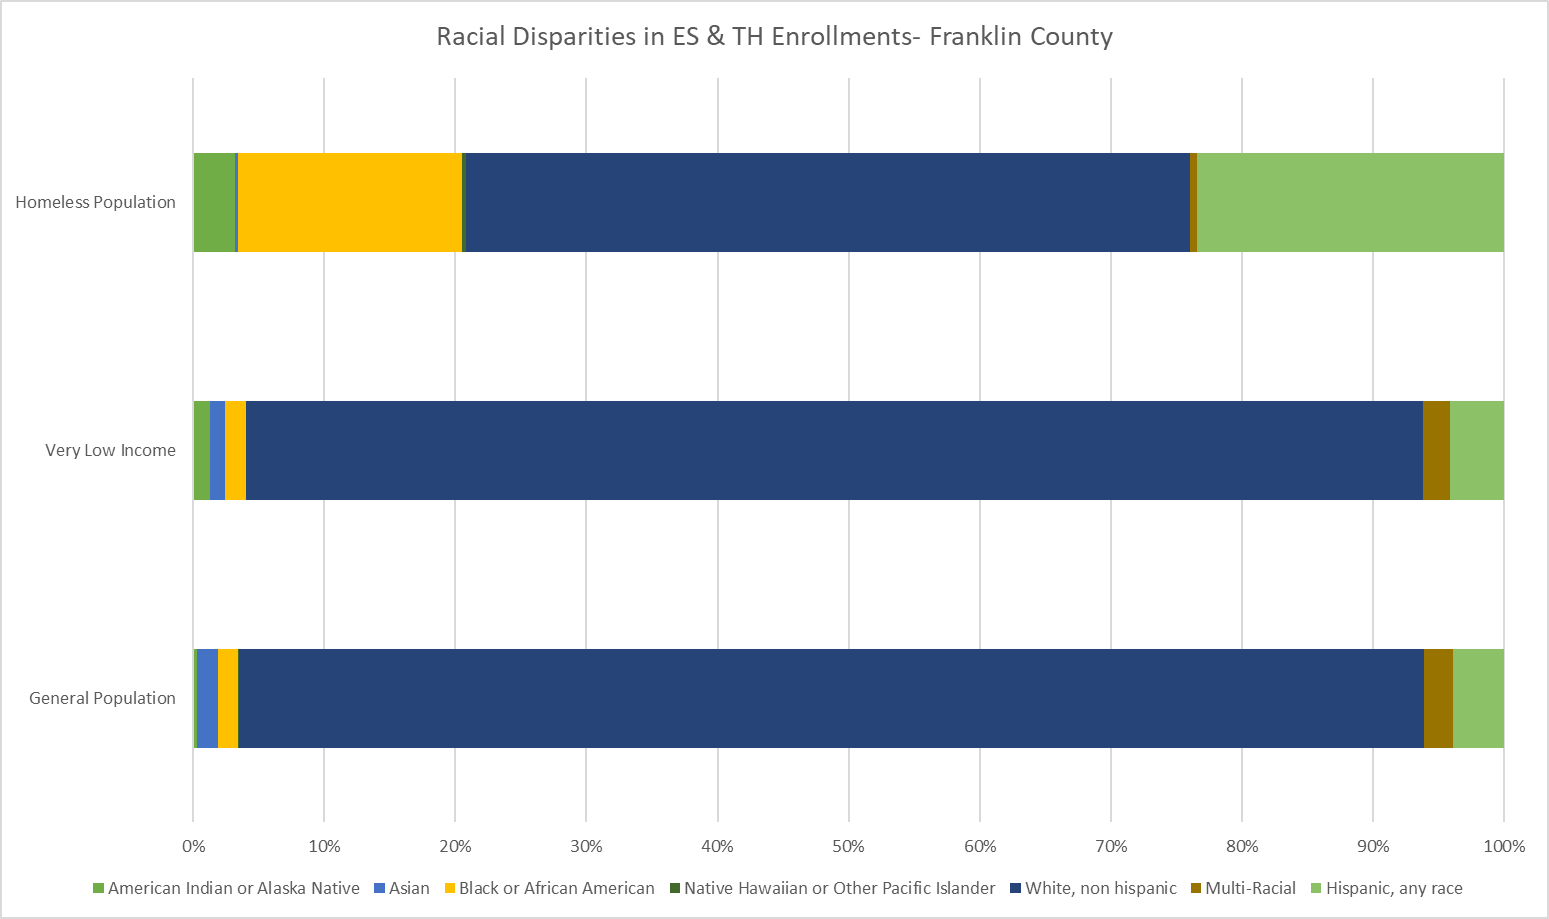 Racial Disparities in ES & TH Enrollments- Franklin County
Homeless Population
Very Low Income
General Population
0% 10% 20% 30% 40% 50% 60% 70% 80% 90% 100%
American Indian or Alaska Native Asian Black or African American Native Hawaiian or Other Pacific Islander White, non hispanic Multi-Racial Hispanic, any race